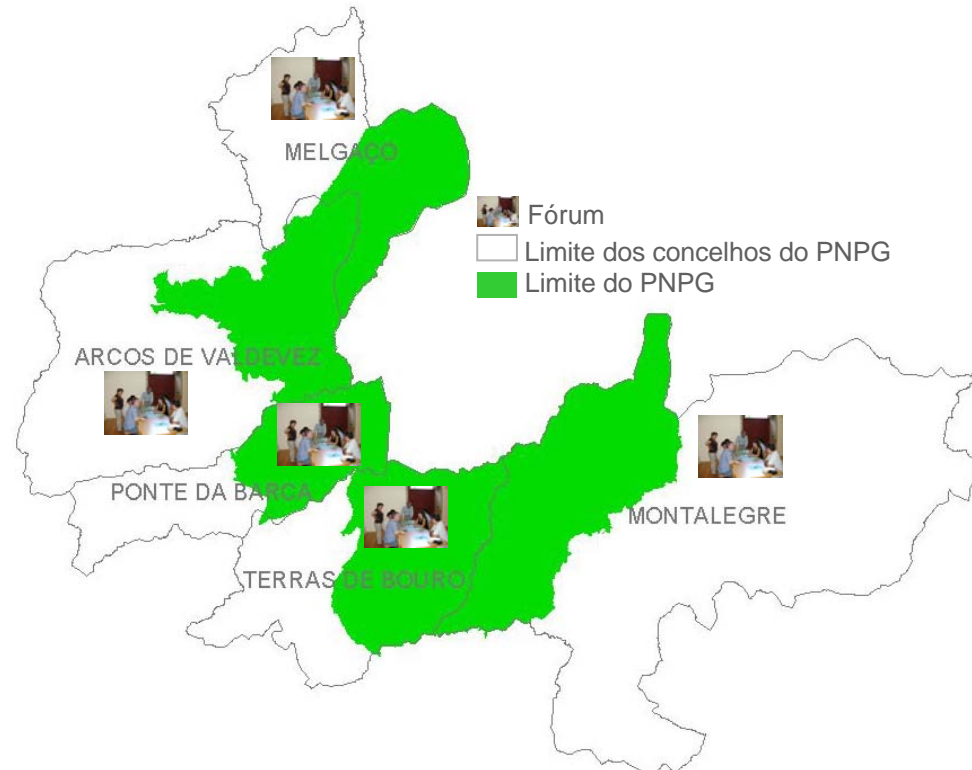 MELGAÇO
Fórum
Limite dos concelhos do PNPG
Limite do PNPG
ARCOS DE VALDEVEZ
PONTE DA BARCA
MONTALEGRE
TERRAS DE BOURO